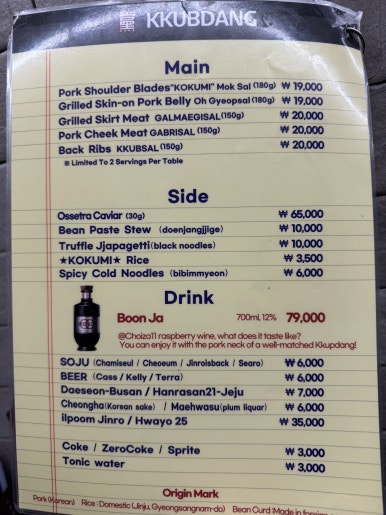 KKUBDANG
Main
Pork Shoulder Blades"KOKUMI" Mok Sal (180g) ₩ 19,000
Grilled Skin-on Pork Belly Oh Gyeopsal (180g) ₩ 19,000
Grilled Skirt Meat GALMAEGISAL (150g) ₩ 20,000
Pork Cheek Meat GABRISAL (150g) ₩ 20,000
Back Ribs KKUBSAL (150g) ₩ 20,000
※ Limited To 2 Servings Per Table
Side
Ossetra Caviar (30g) ₩ 65,000
Bean Paste Stew (doenjangjjige) ₩ 10,000
Truffle Jjapagetti (black noodles) ₩ 10,000
★KOKUMI★ Rice ₩ 3,500
Spicy Cold Noodles (bibimmyeon) ₩ 6,000
Drink
Boon Ja 700ml, 12% 79,000
@Choiza11 raspberry wine, what does it taste like?
You can enjoy it with the pork neck of a well-matched Kkupdang!
SOJU (Chamiseul / Cheoeum / Jinroisback / Searo) ₩ 6,000
BEER (Cass / Kelly / Terra) ₩ 6,000
Daeseon-Busan / Hanrasan21-Jeju ₩ 7,000
Cheongha(Korean sake) / Maehwasu(plum liquar) ₩ 6,000
ilpoom Jinro / Hwayo 25 ₩ 35,000
Coke / ZeroCoke / Sprite ₩ 3,000
Tonic water ₩ 3,000
Origin Mark
Pork (Korean) Rice : Domestic (Jinju, Gyeongsangnam-do) Bean Curd :Made in foreign